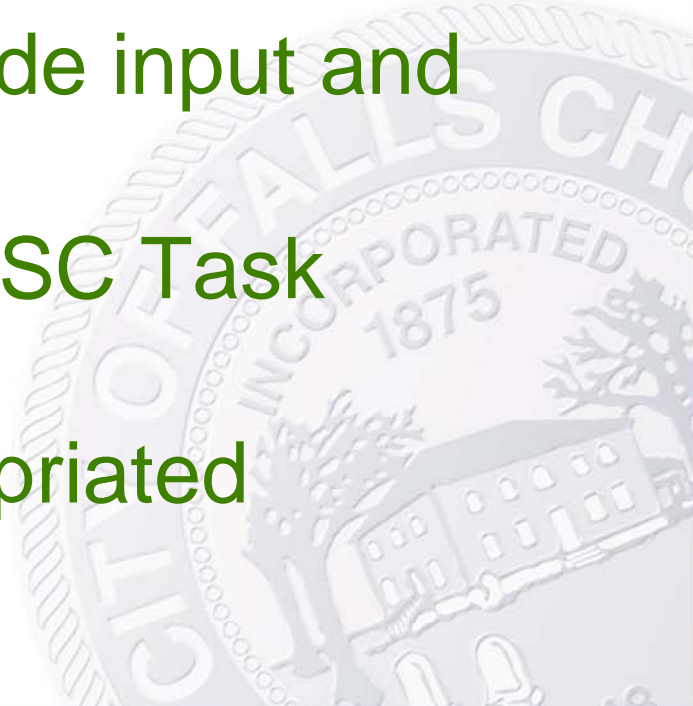 de input and
SC Task
priated
CITY OF FALLS CH
INCORPORATED
1875